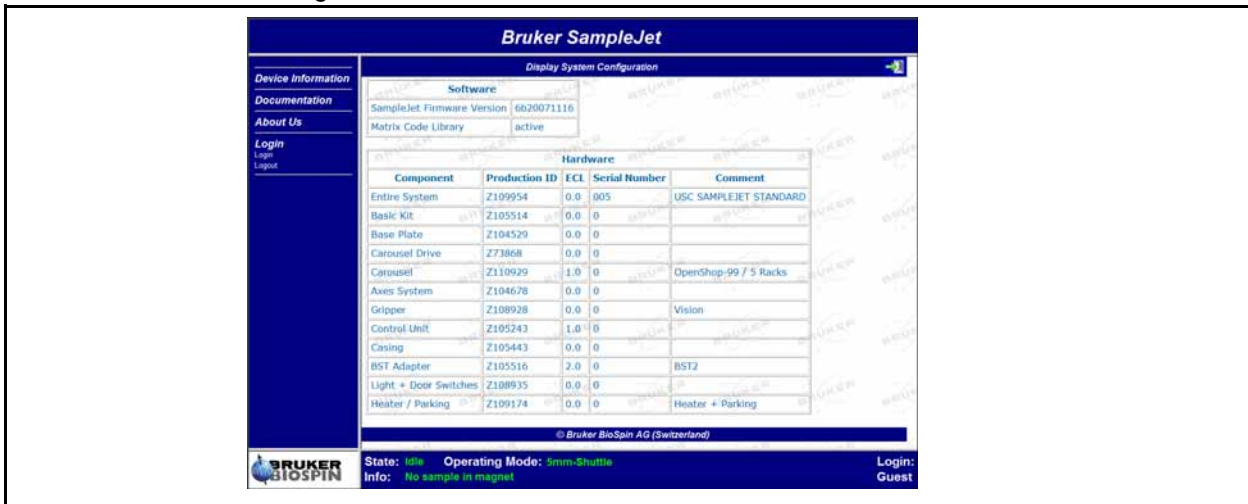 Bruker SampleJet
Display System Configuration
Device Information
Documentation
About Us
Login
Login
Logout
Software
SampleJet Firmware Version 6b20071116
Matrix Code Library active
Hardware
Component Production ID ECL Serial Number Comment
Entire System Z109954 0.0 005 USC SAMPLEJET STANDARD
Basic Kit Z105514 0.0 0
Base Plate Z104529 0.0 0
Carousel Drive Z73868 0.0 0
Carousel Z110929 1.0 0 OpenShop-99 / 5 Racks
Axes System Z104678 0.0 0
Gripper Z108928 0.0 0 Vision
Control Unit Z105243 1.0 0
Casing Z105443 0.0 0
BST Adapter Z105516 2.0 0 BST2
Light + Door Switches Z108935 0.0 0
Heater / Parking Z109174 0.0 0 Heater + Parking
© Bruker BioSpin AG (Switzerland)
BRUKER
BIOSPIN
State: Idle Operating Mode: 5mm-Shuttle
Info: No sample in magnet
Login:
Guest